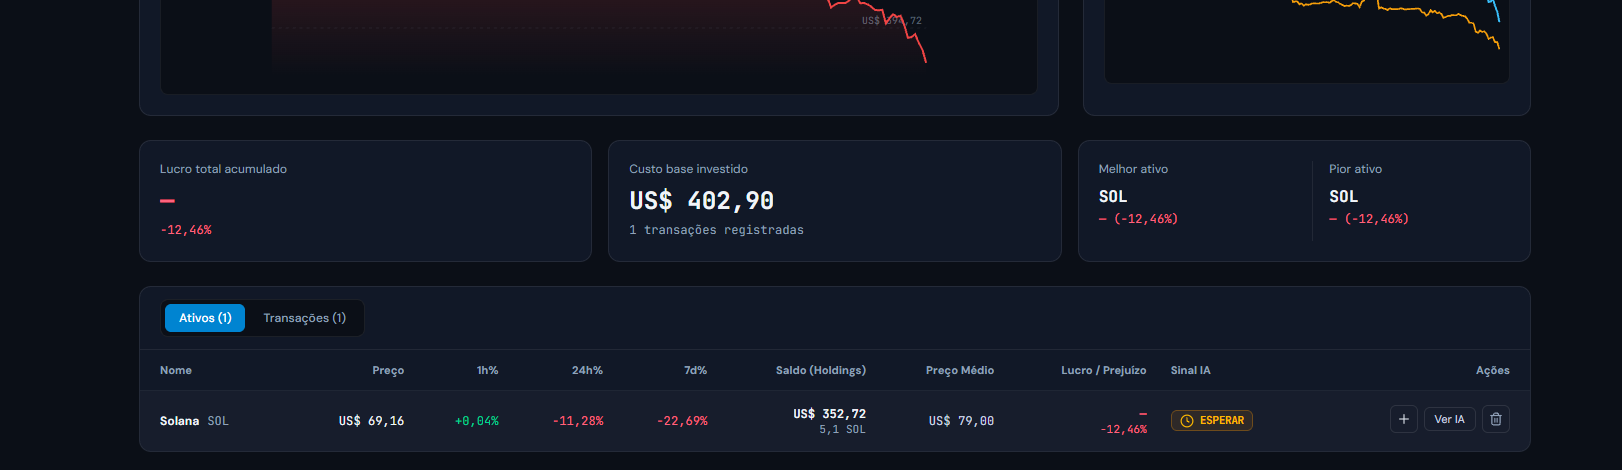 Lucro total acumulado
—
-12,46%
Custo base investido
US$ 402,90
1 transações registradas
Melhor ativo
SOL
— (-12,46%)
Pior ativo
SOL
— (-12,46%)
Ativos (1) Transações (1)
Nome Preço 1h% 24h% 7d% Saldo (Holdings) Preço Médio Lucro / Prejuízo Sinal IA Ações
Solana SOL US$ 69,16 +0,04% -11,28% -22,69% US$ 352,72 US$ 79,00 — ESPERAR + Ver IA
5,1 SOL -12,46%